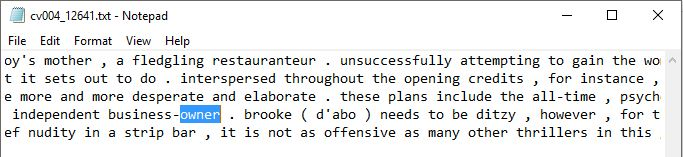 cv004_12641.txt - Notepad
File Edit Format View Help
oy's mother , a fledgling restauranteur . unsuccessfully attempting to gain the wo
t it sets out to do . interspersed throughout the opening credits , for instance ,
e more and more desperate and elaborate . these plans include the all-time , psych
independent business-owner . brooke ( d'abo ) needs to be ditzy , however , for t
ef nudity in a strip bar , it is not as offensive as many other thrillers in this